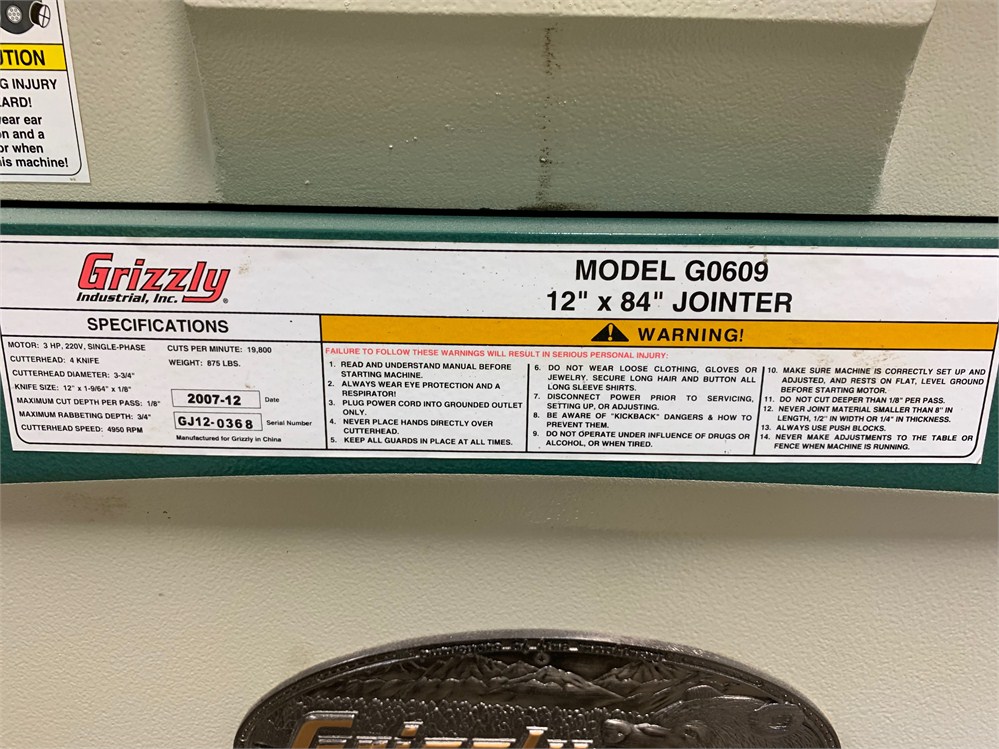 UTION
G INJURY
ARD!
ear ear
on and a
or when
is machine!
Grizzly
Industrial, Inc.®
MODEL G0609
12" x 84" JOINTER
SPECIFICATIONS
MOTOR: 3 HP, 220V, SINGLE-PHASE
CUTTERHEAD: 4 KNIFE
CUTTERHEAD DIAMETER: 3-3/4"
KNIFE SIZE: 12" x 1-9/64" x 1/8"
MAXIMUM CUT DEPTH PER PASS: 1/8"
MAXIMUM RABBETING DEPTH: 3/4"
CUTTERHEAD SPEED: 4950 RPM
CUTS PER MINUTE: 19,800
WEIGHT: 875 LBS.
2007-12 Date
GJ12-0368 Serial Number
Manufactured for Grizzly in China
WARNING!
FAILURE TO FOLLOW THESE WARNINGS WILL RESULT IN SERIOUS PERSONAL INJURY:
1. READ AND UNDERSTAND MANUAL BEFORE
STARTING MACHINE.
2. ALWAYS WEAR EYE PROTECTION AND A
RESPIRATOR!
3. PLUG POWER CORD INTO GROUNDED OUTLET
ONLY.
4. NEVER PLACE HANDS DIRECTLY OVER
CUTTERHEAD.
5. KEEP ALL GUARDS IN PLACE AT ALL TIMES.
6. DO NOT WEAR LOOSE CLOTHING, GLOVES OR
JEWELRY. SECURE LONG HAIR AND BUTTON ALL
LONG SLEEVE SHIRTS.
7. DISCONNECT POWER PRIOR TO SERVICING,
SETTING UP, OR ADJUSTING.
8. BE AWARE OF "KICKBACK" DANGERS & HOW TO
PREVENT THEM.
9. DO NOT OPERATE UNDER INFLUENCE OF DRUGS OR
ALCOHOL, OR WHEN TIRED.
10. MAKE SURE MACHINE IS CORRECTLY SET UP AND
ADJUSTED, AND RESTS ON FLAT, LEVEL GROUND
BEFORE STARTING MOTOR.
11. DO NOT CUT DEEPER THAN 1/8" PER PASS.
12. NEVER JOINT MATERIAL SMALLER THAN 8" IN
LENGTH, 1/2" IN WIDTH OR 1/4" IN THICKNESS.
13. ALWAYS USE PUSH BLOCKS.
14. NEVER MAKE ADJUSTMENTS TO THE TABLE OR
FENCE WHEN MACHINE IS RUNNING.
Grizzly